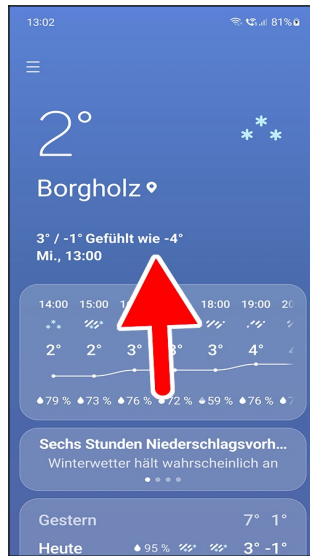 13:02 81%
2°
Borgholz
3° / -1° Gefühlt wie -4°
Mi., 13:00
14:00 15:00 18:00 19:00
2° 2° 3° 3° 4°
79 % 73 % 76 % 72 % 59 % 76 %
Sechs Stunden Niederschlagsvorh...
Winterwetter hält wahrscheinlich an
Gestern 7° 1°
Heute 95 % 3° -1°